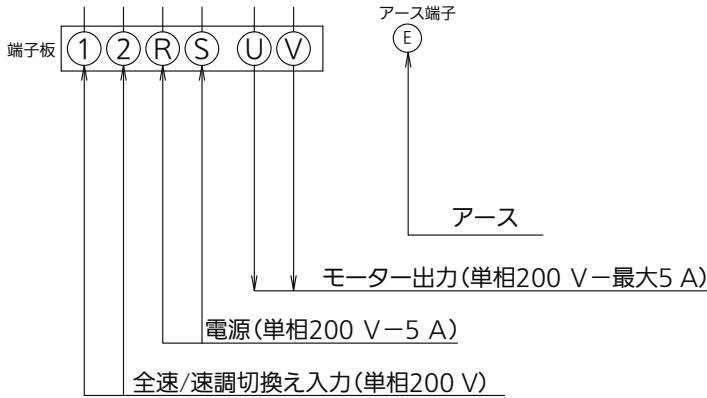 アース端子
端子板 1 2 R S U V E
アース
モーター出力(単相200 V－最大5 A)
電源(単相200 V－5 A)
全速/速調切換え入力(単相200 V)